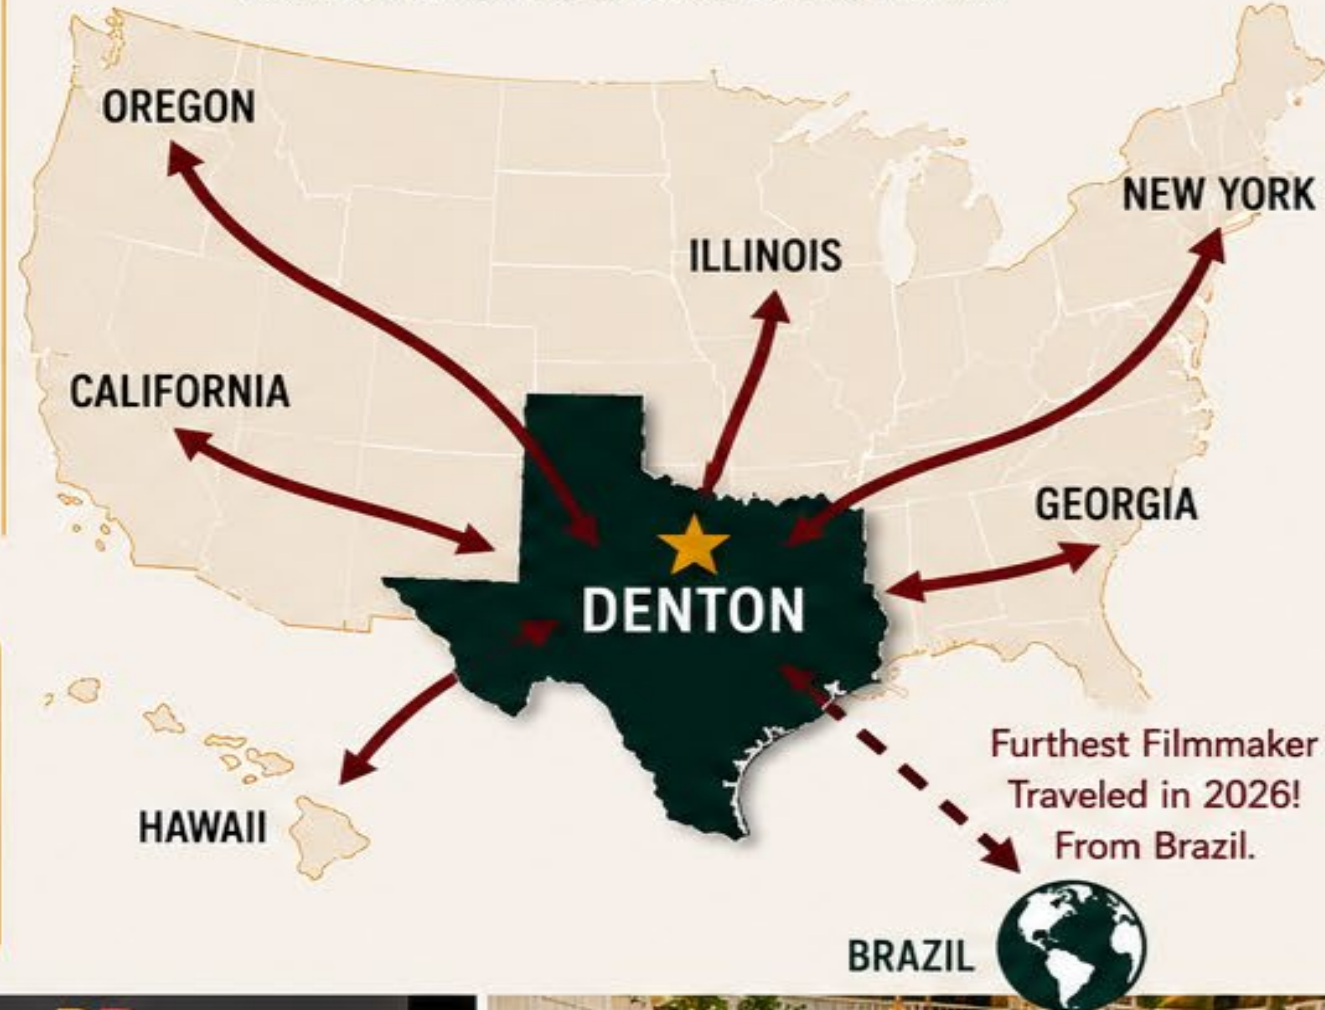 OREGON
NEW YORK
ILLINOIS
CALIFORNIA
GEORGIA
DENTON
Furthest Filmmaker
Traveled in 2026!
From Brazil.
HAWAII
BRAZIL